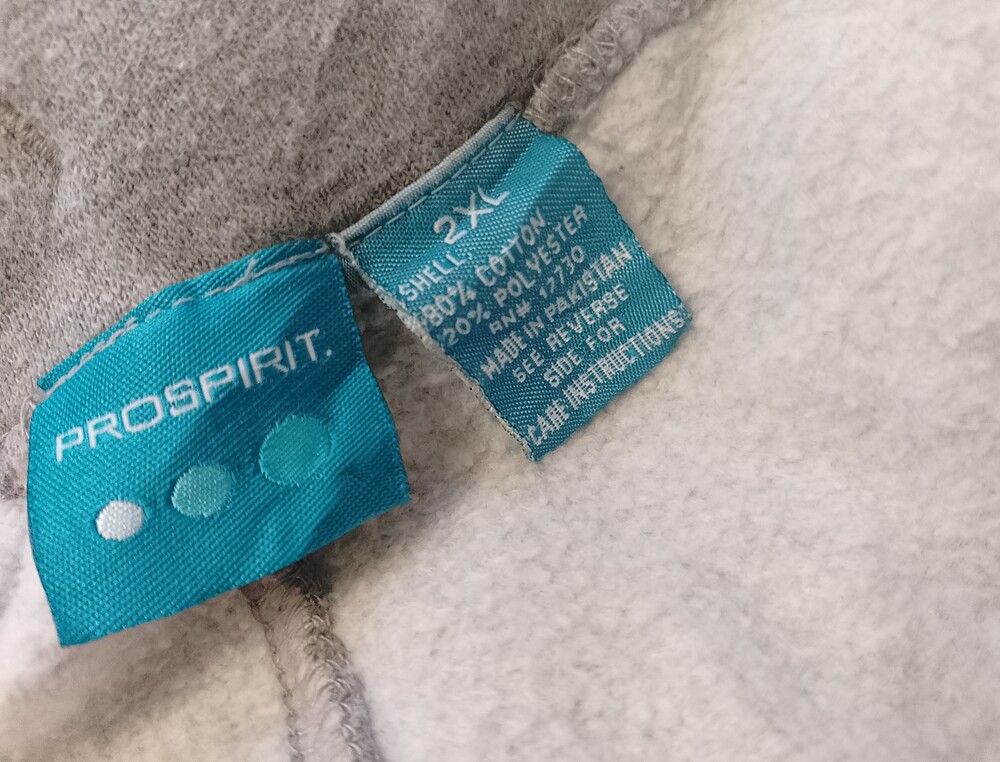 PROSPIRIT.
2XL
SHELL:
80% COTTON
20% POLYESTER
RN# 17730
MADE IN PAKISTAN
SEE REVERSE
SIDE FOR
CARE INSTRUCTIONS